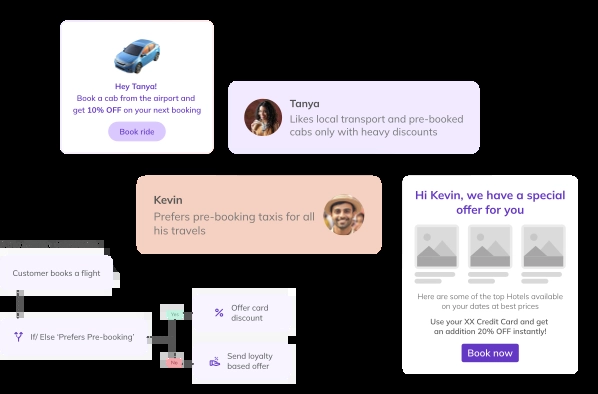 Hey Tanya!
Book a cab from the airport and
get 10% OFF on your next booking
Book ride
Tanya
Likes local transport and pre-booked
cabs only with heavy discounts
Kevin
Prefers pre-booking taxis for all
his travels
Hi Kevin, we have a special
offer for you
Here are some of the top Hotels available
on your dates at best prices
Use your XX Credit Card and get
an addition 20% OFF instantly!
Book now
Customer books a flight
If/ Else 'Prefers Pre-booking'
Yes
Offer card
discount
No
Send loyalty
based offer